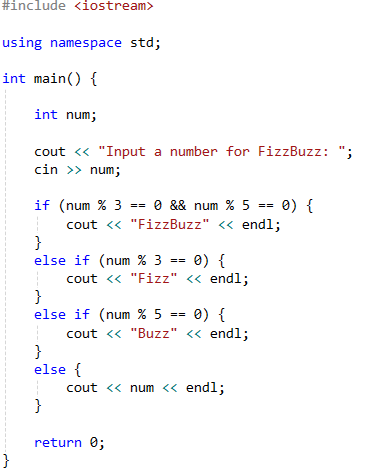 #include <iostream>
using namespace std;
int main() {
int num;
cout << "Input a number for FizzBuzz: ";
cin >> num;
if (num % 3 == 0 && num % 5 == 0) {
cout << "FizzBuzz" << endl;
}
else if (num % 3 == 0) {
cout << "Fizz" << endl;
}
else if (num % 5 == 0) {
cout << "Buzz" << endl;
}
else {
cout << num << endl;
}
return 0;
}